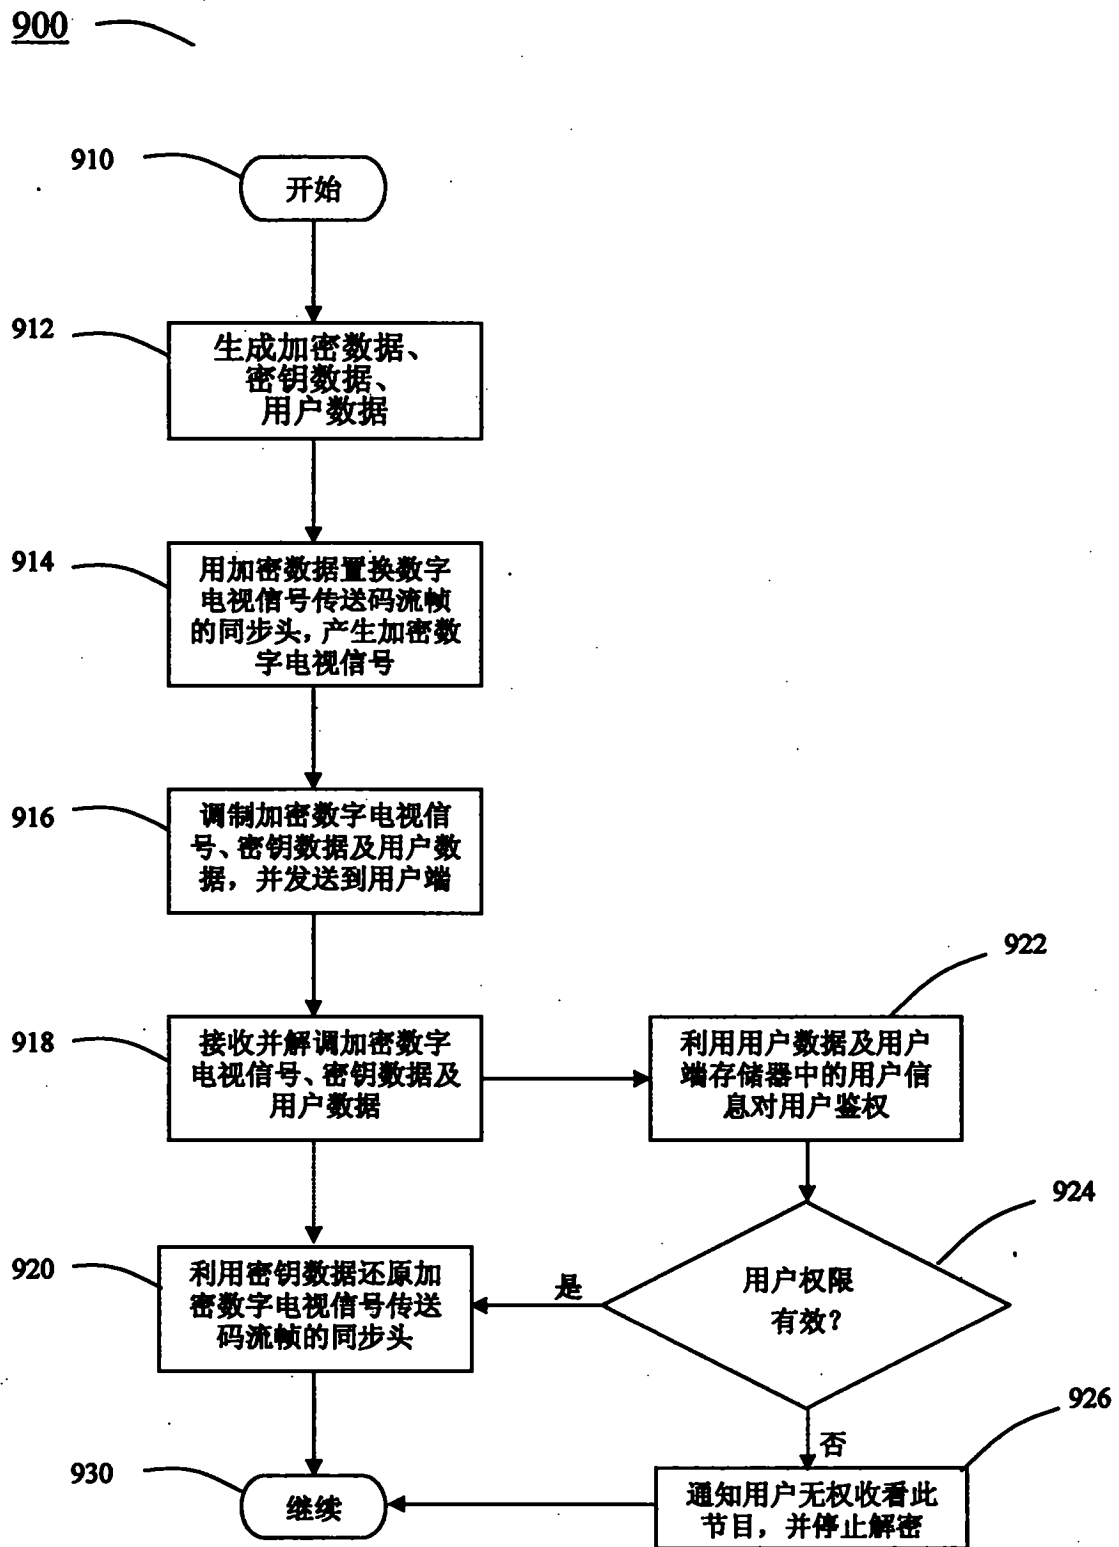 900
910
开始
912
生成加密数据、
密钥数据、
用户数据
914
用加密数据置换数字
电视信号传送码流帧
的同步头,产生加密数
字电视信号
916
调制加密数字电视信
号、密钥数据及用户数
据，并发送到用户端
918
接收并解调加密数字
电视信号、密钥数据及
用户数据
922
利用用户数据及用户
端存储器中的用户信
息对用户鉴权
924
用户权限
有效？
是
920
利用密钥数据还原加
密数字电视信号传送
码流帧的同步头
否
926
通知用户无权收看此
节目，并停止解密
930
继续